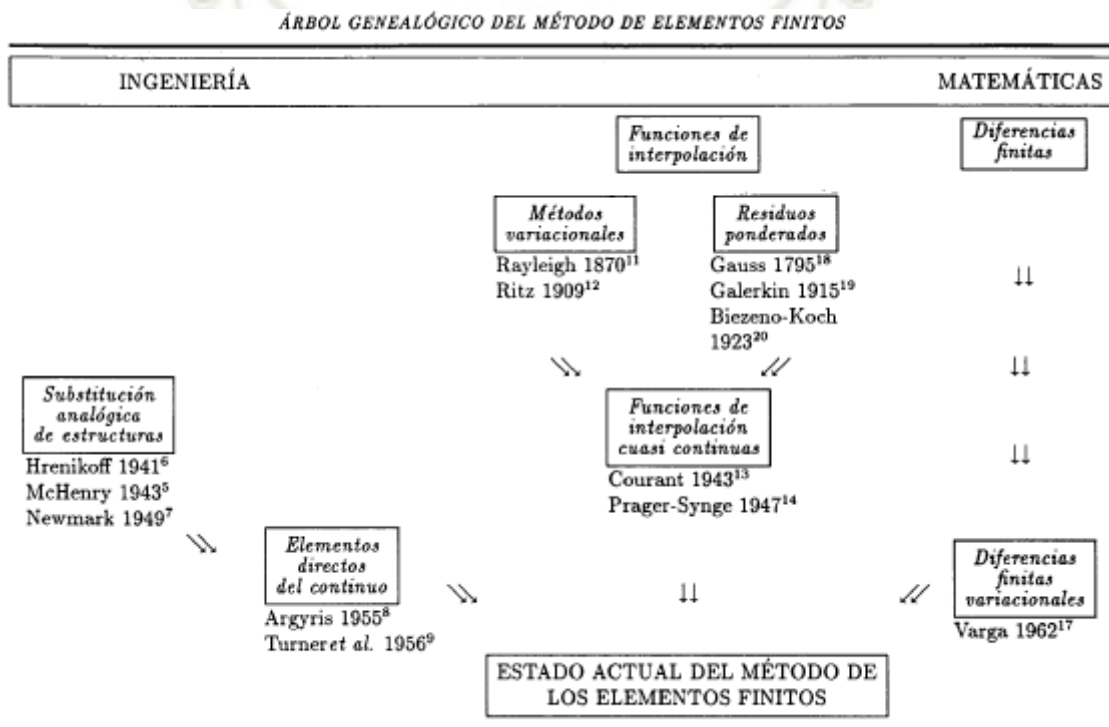 ÁRBOL GENEALÓGICO DEL MÉTODO DE ELEMENTOS FINITOS
INGENIERÍA
MATEMÁTICAS
Funciones de
interpolación
Diferencias
finitas
Métodos
variacionales
Rayleigh 1870¹¹
Ritz 1909¹²
Residuos
ponderados
Gauss 1795¹⁸
Galerkin 1915¹⁹
Biezeno-Koch
1923²⁰
Substitución
analógica
de estructuras
Hrenikoff 1941⁶
McHenry 1943⁵
Newmark 1949⁷
Funciones de
interpolación
cuasi continuas
Courant 1943¹³
Prager-Synge 1947¹⁴
Elementos
directos
del continuo
Argyris 1955⁸
Turner et al. 1956⁹
Diferencias
finitas
variacionales
Varga 1962¹⁷
ESTADO ACTUAL DEL MÉTODO DE
LOS ELEMENTOS FINITOS